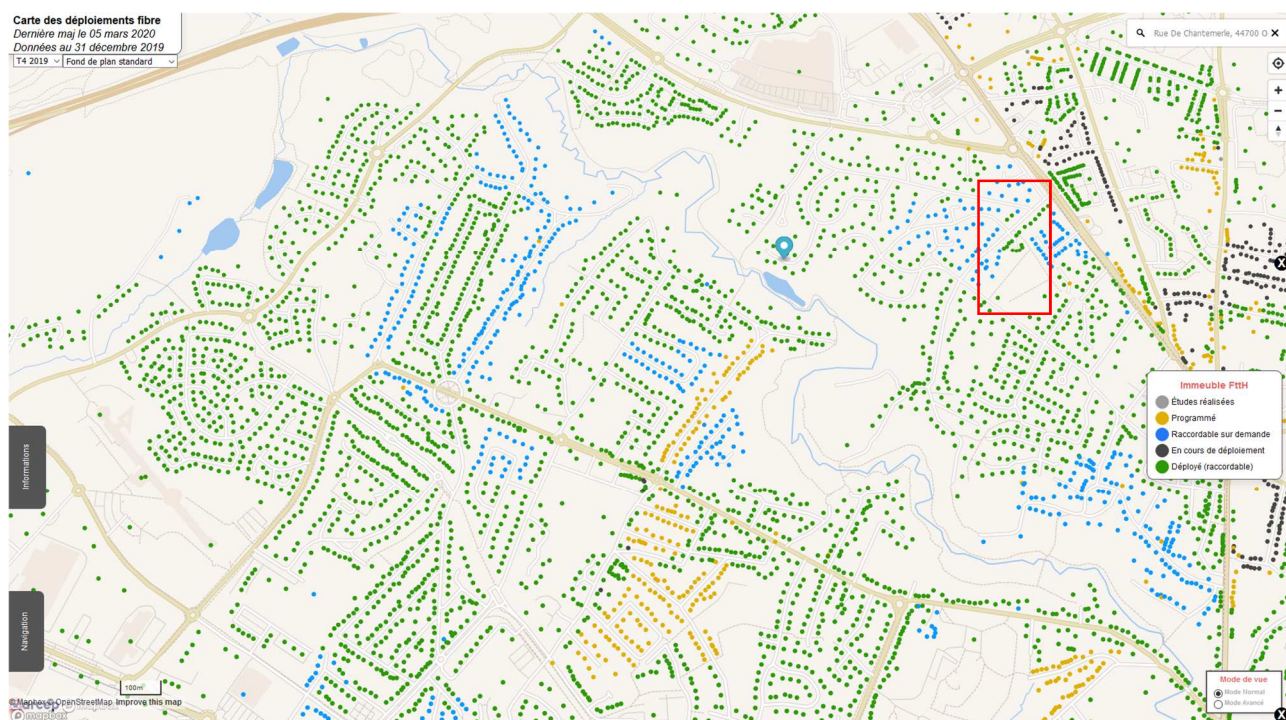 Carte des déploiements fibre
Dernière maj le 05 mars 2020
Données au 31 décembre 2019
T4 2019 Fond de plan standard
Rue De Chantemerle, 44700 O
Immeuble FttH
Études réalisées
Programmé
Raccordable sur demande
En cours de déploiement
Déployé (raccordable)
Informations
Navigation
100m
© Mapbox © OpenStreetMap Improve this map
arcep
mapbox
Mode de vue
Mode Normal
Mode Avancé